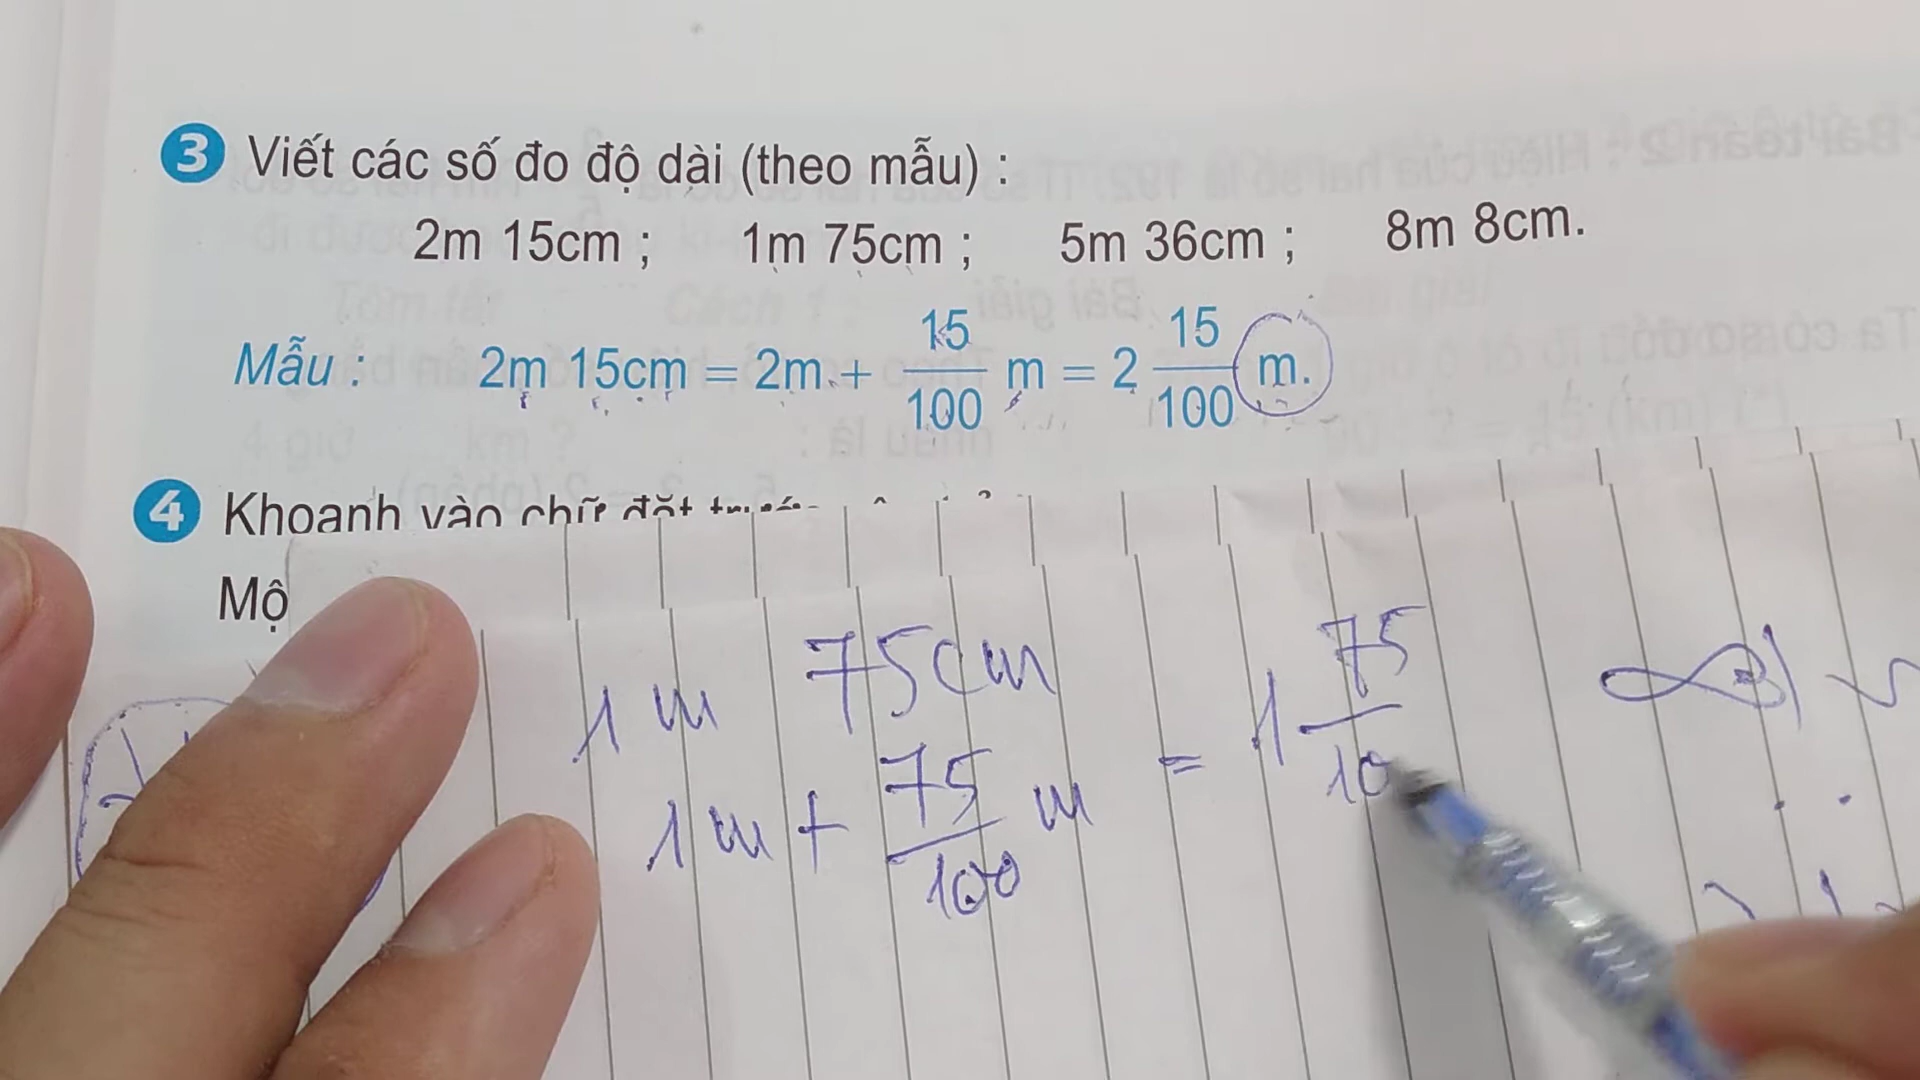 3 Viết các số đo độ dài (theo mẫu) :
2m 15cm ; 1m 75cm ; 5m 36cm ; 8m 8cm.
Mẫu : 2m 15cm = 2m + 15/100 m = 2 15/100 m.
4 Khoanh vào chữ đặt
Mộ
1m 75cm
1m + 75/100 m = 1 75/10